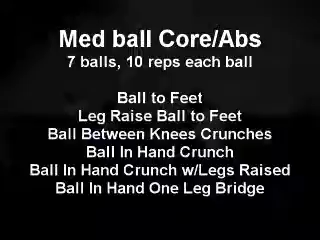 Med ball Core/Abs
7 balls, 10 reps each ball
Ball to Feet
Leg Raise Ball to Feet
Ball Between Knees Crunches
Ball In Hand Crunch
Ball In Hand Crunch w/Legs Raised
Ball In Hand One Leg Bridge